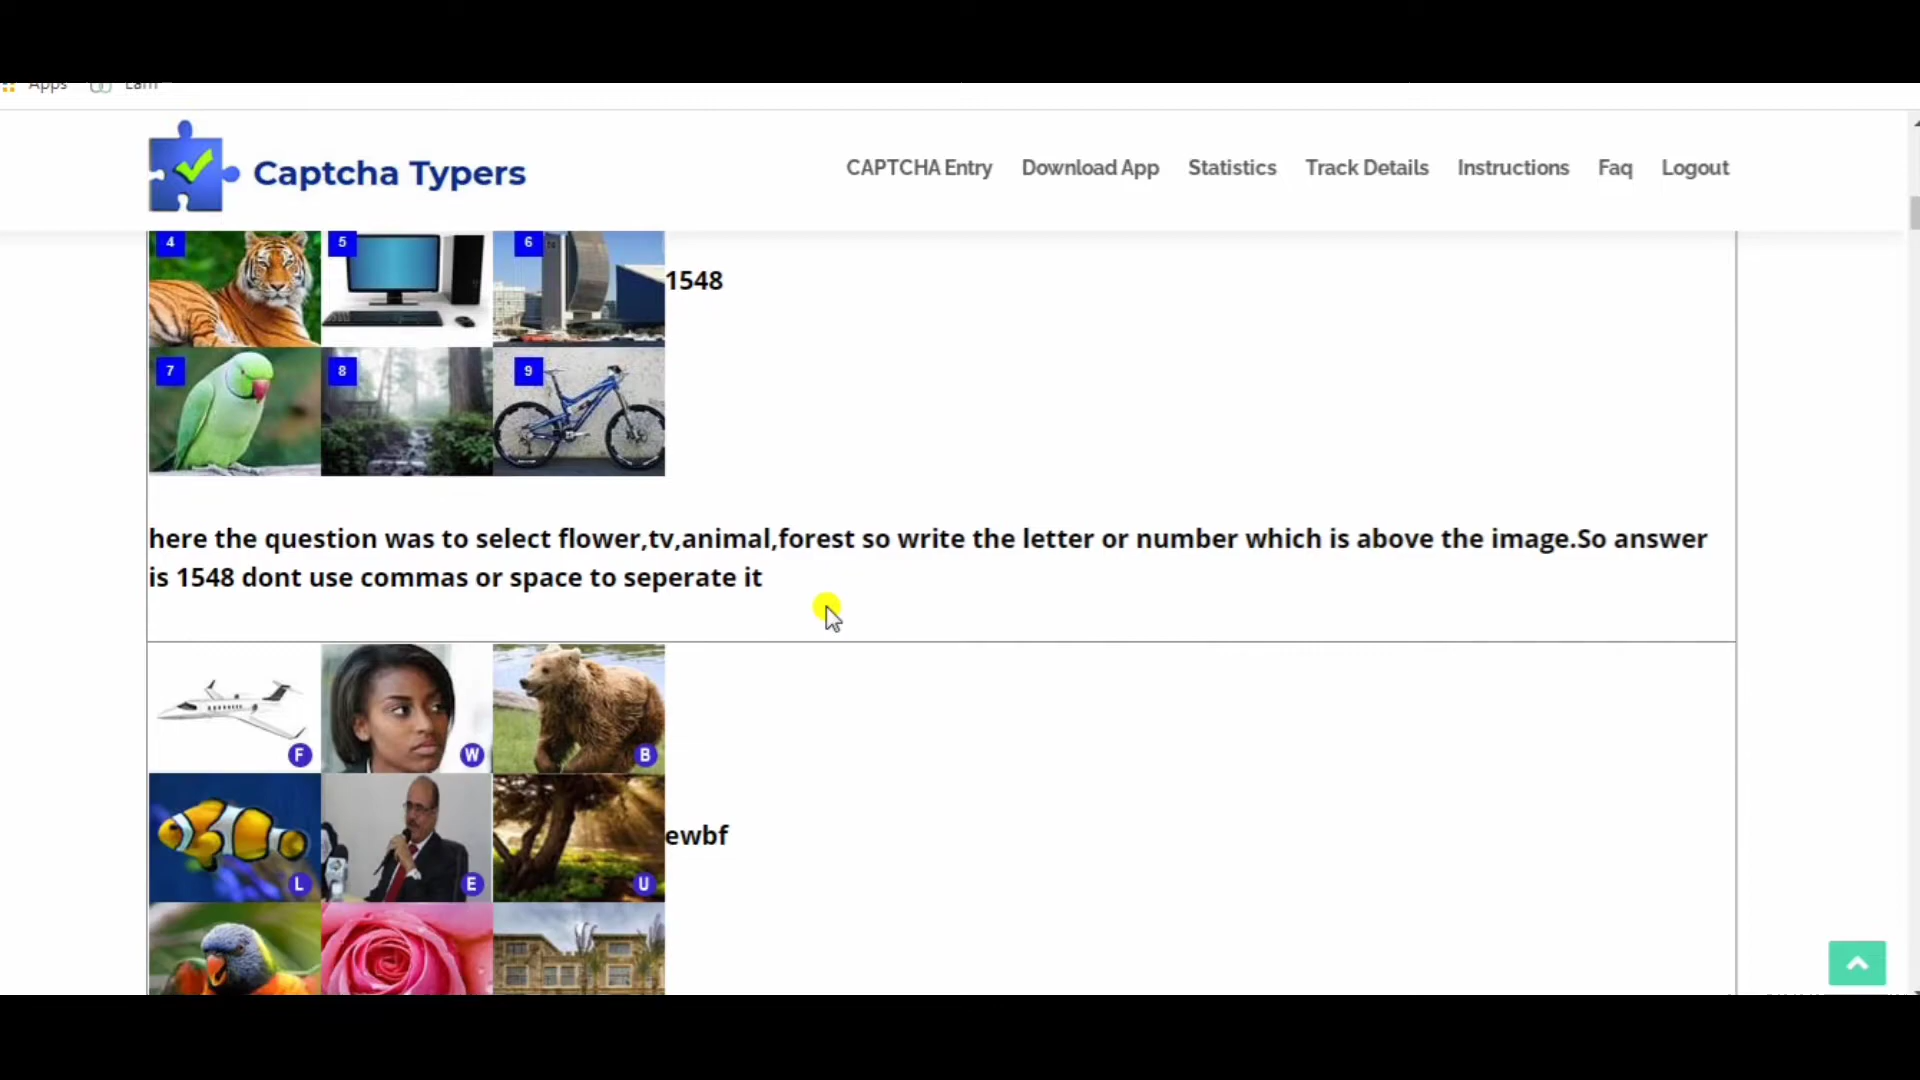 Apps Earn
Captcha Typers
CAPTCHA Entry Download App Statistics Track Details Instructions Faq Logout
4 5 6
1548
7 8 9
here the question was to select flower,tv,animal,forest so write the letter or number which is above the image.So answer
is 1548 dont use commas or space to seperate it
F W B
ewbf
L E U